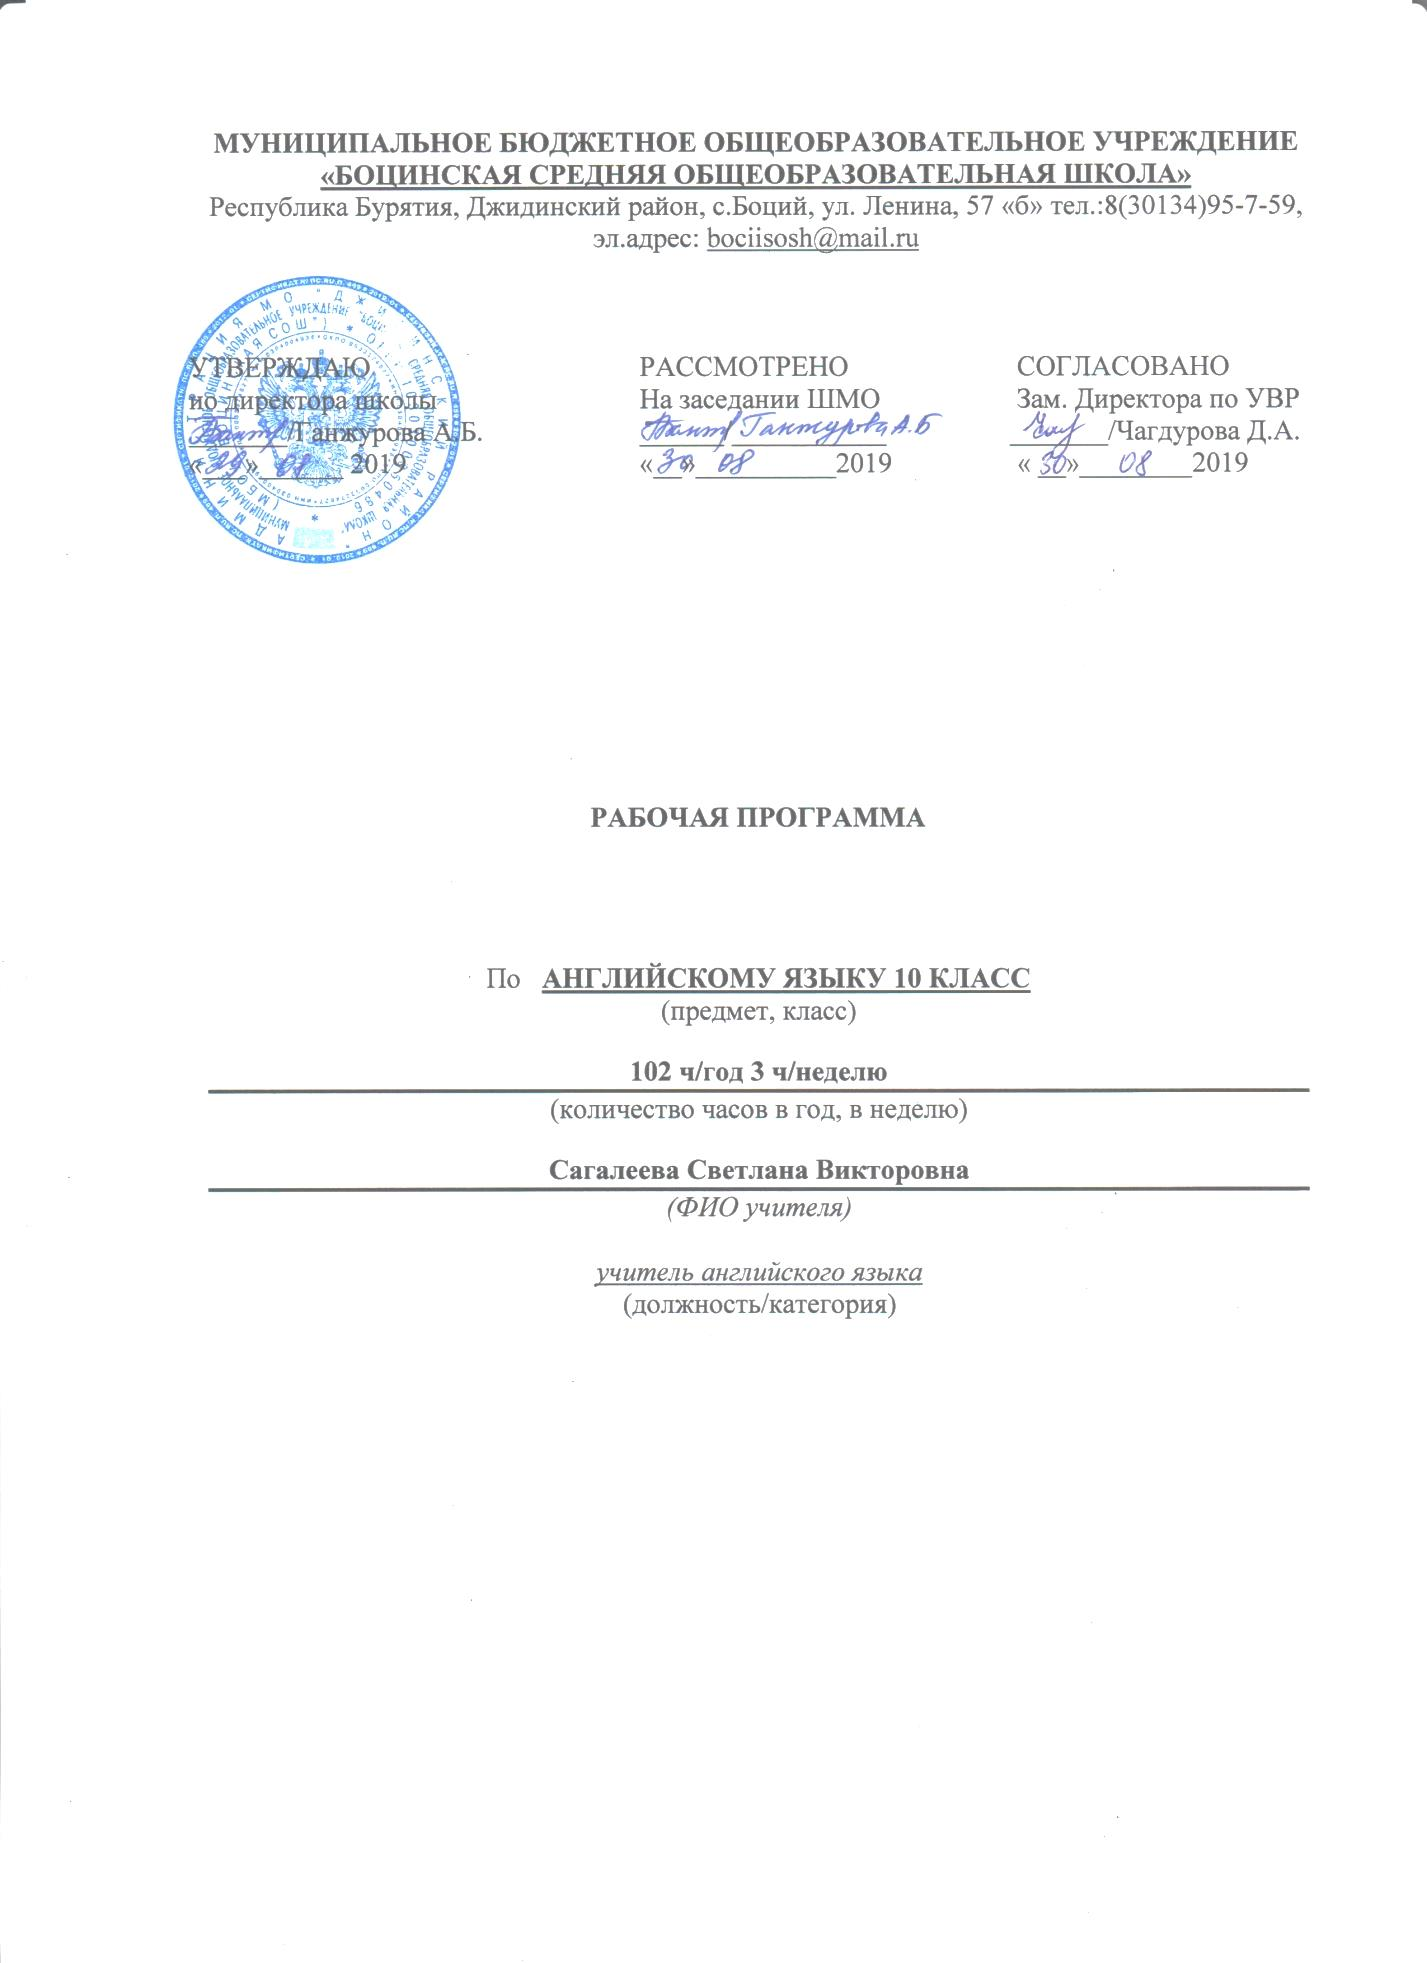 МУНИЦИПАЛЬНОЕ БЮДЖЕТНОЕ ОБЩЕОБРАЗОВАТЕЛЬНОЕ УЧРЕЖДЕНИЕ
«БОЦИНСКАЯ СРЕДНЯЯ ОБЩЕОБРАЗОВАТЕЛЬНАЯ ШКОЛА»
Республика Бурятия, Джидинский район, с.Боций, ул. Ленина, 57 «б» тел.:8(30134)95-7-59,
эл.адрес: bociisosh@mail.ru
УТВЕРЖДАЮ
ио директора школы
/Ганжурова А.Б.
«29» 08 2019
РАССМОТРЕНО
На заседании ШМО
/ Гантурова А.Б
«30» 08 2019
СОГЛАСОВАНО
Зам. Директора по УВР
/Чагдурова Д.А.
«30» 08 2019
РАБОЧАЯ ПРОГРАММА
По АНГЛИЙСКОМУ ЯЗЫКУ 10 КЛАСС
(предмет, класс)
102 ч/год 3 ч/неделю
(количество часов в год, в неделю)
Сагалеева Светлана Викторовна
(ФИО учителя)
учитель английского языка
(должность/категория)